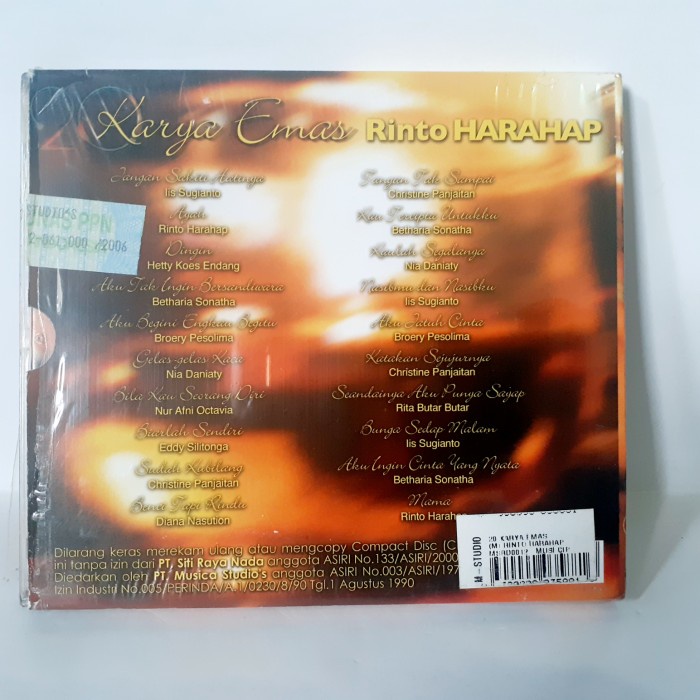 20 Karya Emas Rinto HARAHAP
Jangan Sakiti Hatinya
Iis Sugianto
Ayah
Rinto Harahap
Dingin
Hetty Koes Endang
Aku Tak Ingin Bersandiwara
Betharia Sonatha
Aku Begini Engkau Begitu
Broery Pesolima
Gelas-gelas Kaca
Nia Daniaty
Bila Kau Seorang Diri
Nur Afni Octavia
Biarlah Sendiri
Eddy Silitonga
Sudah Kubilang
Christine Panjaitan
Benci Tapi Rindu
Diana Nasution
Tangan Tak Sampai
Christine Panjaitan
Kau Tercipta Untukku
Betharia Sonatha
Kaulah Segalanya
Nia Daniaty
Nasibmu dan Nasibku
Iis Sugianto
Aku Jatuh Cinta
Broery Pesolima
Katakan Sejujurnya
Christine Panjaitan
Seandainya Aku Punya Sayap
Rita Butar Butar
Bunga Sedap Malam
Iis Sugianto
Aku Ingin Cinta Yang Nyata
Betharia Sonatha
Mama
Rinto Harahap
Dilarang keras merekam ulang atau mengcopy Compact Disc (C
ini tanpa izin dari PT. Siti Raya Nada anggota ASIRI No.133/ASIRI/2000
Diedarkan oleh PT. Musica Studio's anggota ASIRI No.003/ASIRI/197
Izin Industri No.005/PERINDA/A.1/0230/8/90 Tgl.1 Agustus 1990
M-STUDIO
20 KARYA EMAS
RINTO HARAHAP
2006